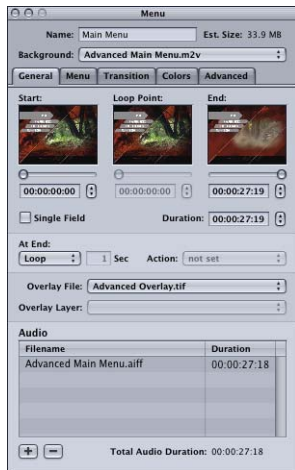 Menu
Name: Main Menu Est. Size: 33.9 MB
Background: Advanced Main Menu.m2v
General Menu Transition Colors Advanced
Start: Loop Point: End:
00:00:00:00 00:00:00:00 00:00:27:19
Single Field Duration: 00:00:27:19
At End:
Loop 1 Sec Action: not set
Overlay File: Advanced Overlay.tif
Overlay Layer:
Audio
Filename Duration
Advanced Main Menu.aiff 00:00:27:18
Total Audio Duration: 00:00:27:18